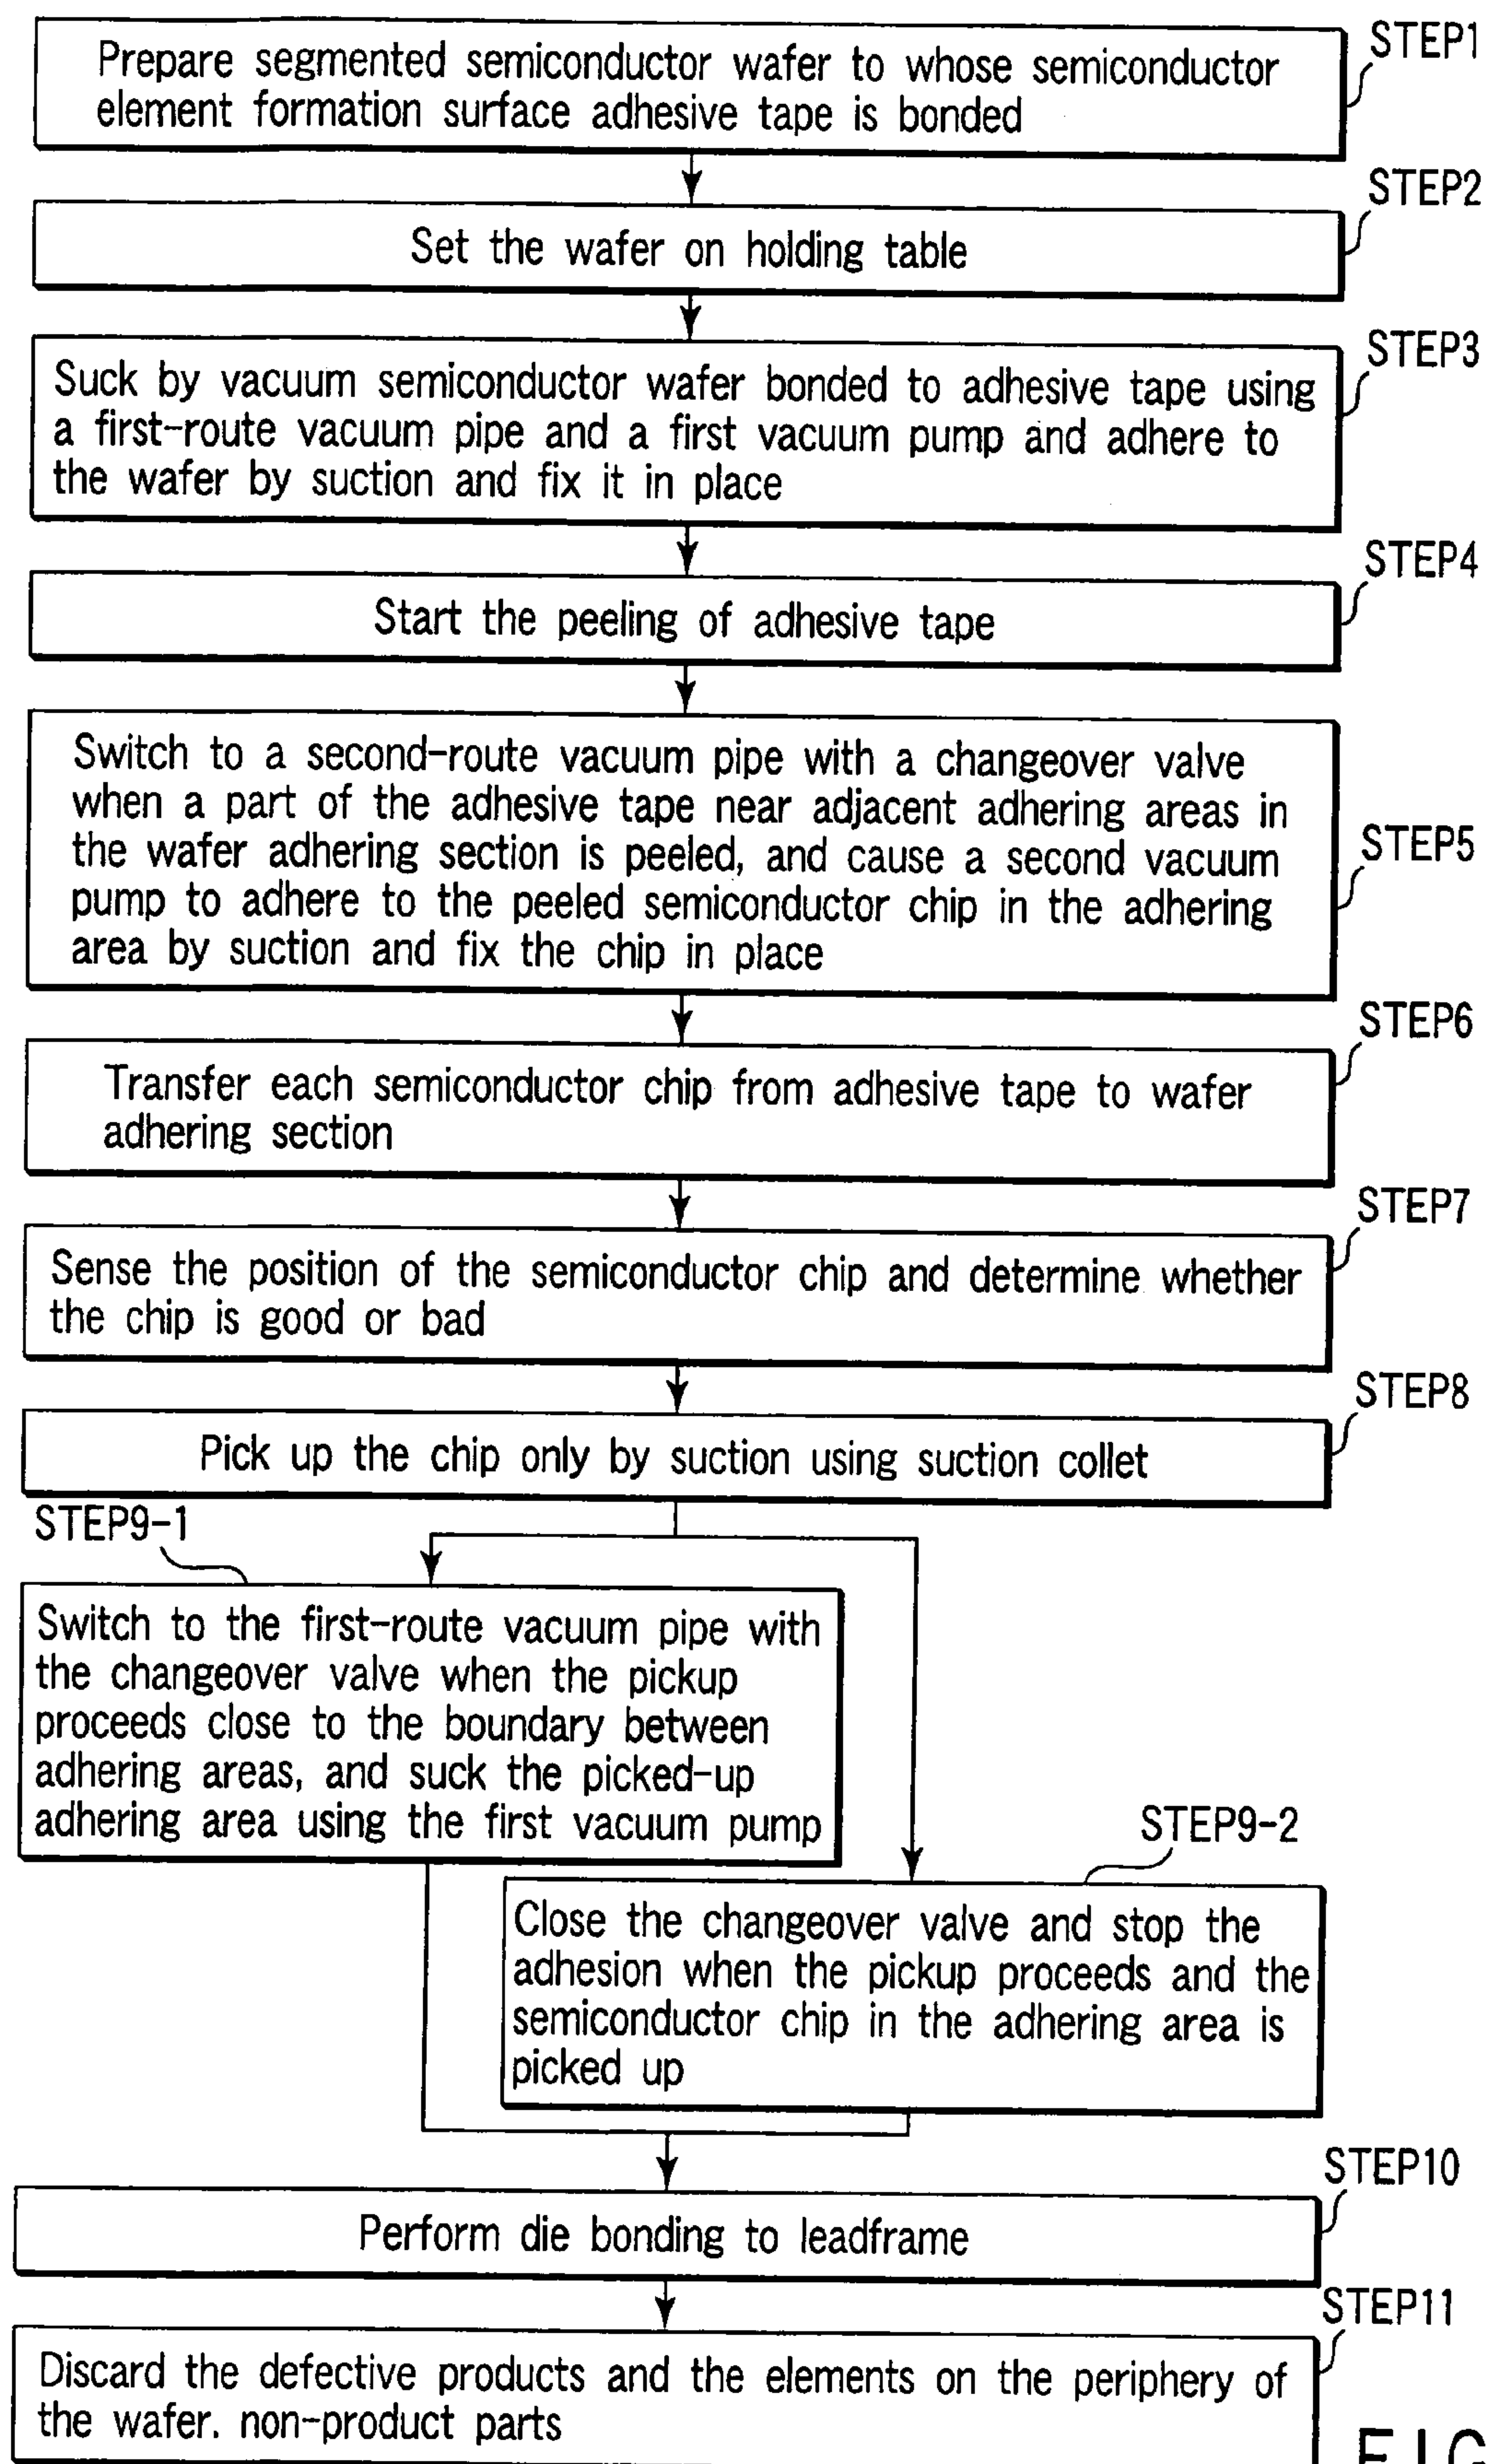 STEP1
Prepare segmented semiconductor wafer to whose semiconductor
element formation surface adhesive tape is bonded
STEP2
Set the wafer on holding table
STEP3
Suck by vacuum semiconductor wafer bonded to adhesive tape using
a first-route vacuum pipe and a first vacuum pump and adhere to
the wafer by suction and fix it in place
STEP4
Start the peeling of adhesive tape
STEP5
Switch to a second-route vacuum pipe with a changeover valve
when a part of the adhesive tape near adjacent adhering areas in
the wafer adhering section is peeled, and cause a second vacuum
pump to adhere to the peeled semiconductor chip in the adhering
area by suction and fix the chip in place
STEP6
Transfer each semiconductor chip from adhesive tape to wafer
adhering section
STEP7
Sense the position of the semiconductor chip and determine whether
the chip is good or bad
STEP8
Pick up the chip only by suction using suction collet
STEP9-1
Switch to the first-route vacuum pipe with
the changeover valve when the pickup
proceeds close to the boundary between
adhering areas, and suck the picked-up
adhering area using the first vacuum pump
STEP9-2
Close the changeover valve and stop the
adhesion when the pickup proceeds and the
semiconductor chip in the adhering area is
picked up
STEP10
Perform die bonding to leadframe
STEP11
Discard the defective products and the elements on the periphery of
the wafer. non-product parts